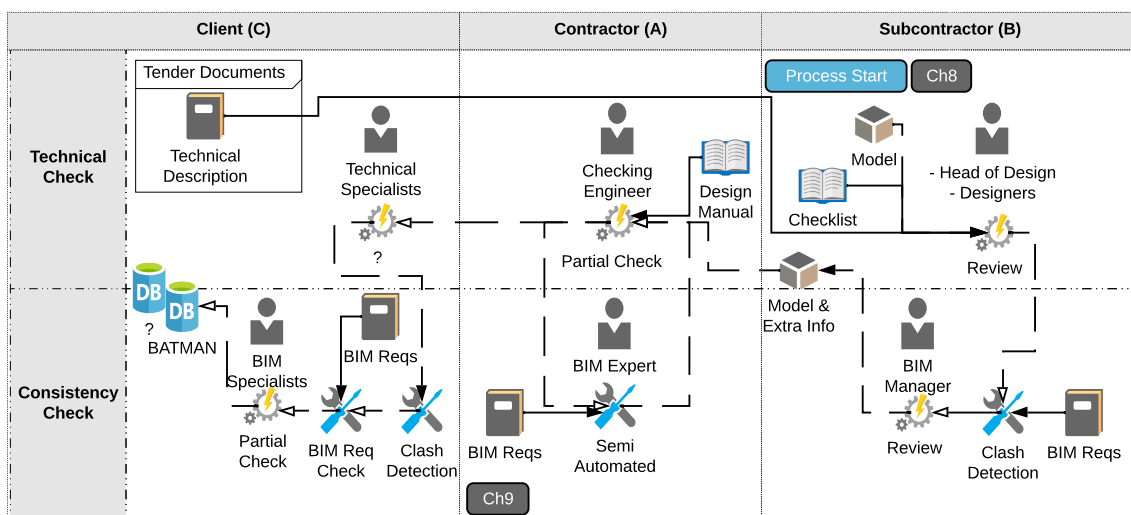 Client (C)
Contractor (A)
Subcontractor (B)
Technical
Check
Tender Documents
Technical
Description
Technical
Specialists
?
Checking
Engineer
Design
Manual
Partial Check
Process Start
Ch8
Model
Checklist
- Head of Design
- Designers
Review
Model &
Extra Info
Consistency
Check
DB
DB
?
BATMAN
BIM
Specialists
Partial
Check
BIM Reqs
BIM Req
Check
Clash
Detection
BIM Expert
BIM Reqs
Semi
Automated
Ch9
BIM
Manager
Review
Clash
Detection
BIM Reqs